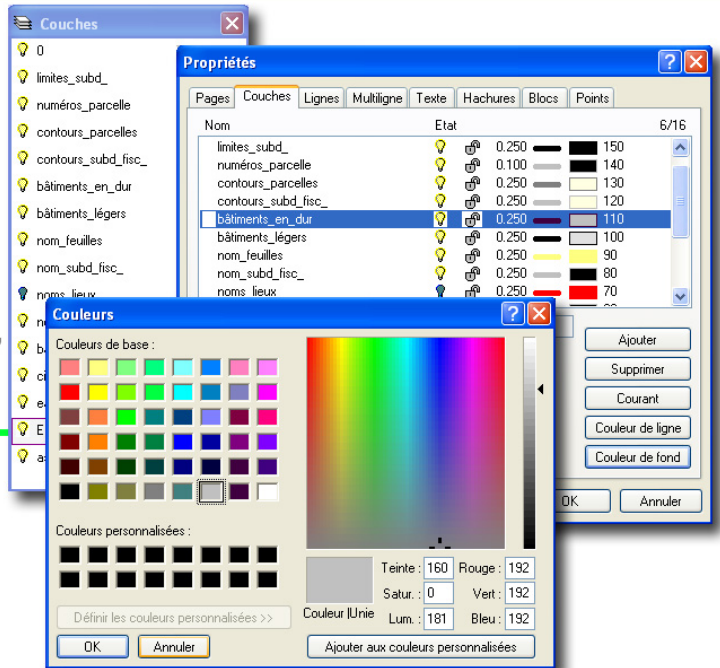 Couches
0
limites_subd_
numéros_parcelle
contours_parcelles
contours_subd_fisc_
bâtiments_en_dur
bâtiments_légers
nom_feuilles
nom_subd_fisc_
noms_lieux
E
Propriétés
Pages Couches Lignes Multiligne Texte Hachures Blocs Points
Nom Etat 6/16
limites_subd_ 0.250 150
numéros_parcelle 0.100 140
contours_parcelles 0.250 130
contours_subd_fisc_ 0.250 120
bâtiments_en_dur 0.250 110
bâtiments_légers 0.250 100
nom_feuilles 0.250 90
nom_subd_fisc_ 0.250 80
noms_lieux 0.250 70
Ajouter
Supprimer
Courant
Couleur de ligne
Couleur de fond
OK Annuler
Couleurs
Couleurs de base :
Couleurs personnalisées :
Définir les couleurs personnalisées >>
OK Annuler
Couleur |Unie
Teinte : 160 Rouge : 192
Satur. : 0 Vert : 192
Lum. : 181 Bleu : 192
Ajouter aux couleurs personnalisées